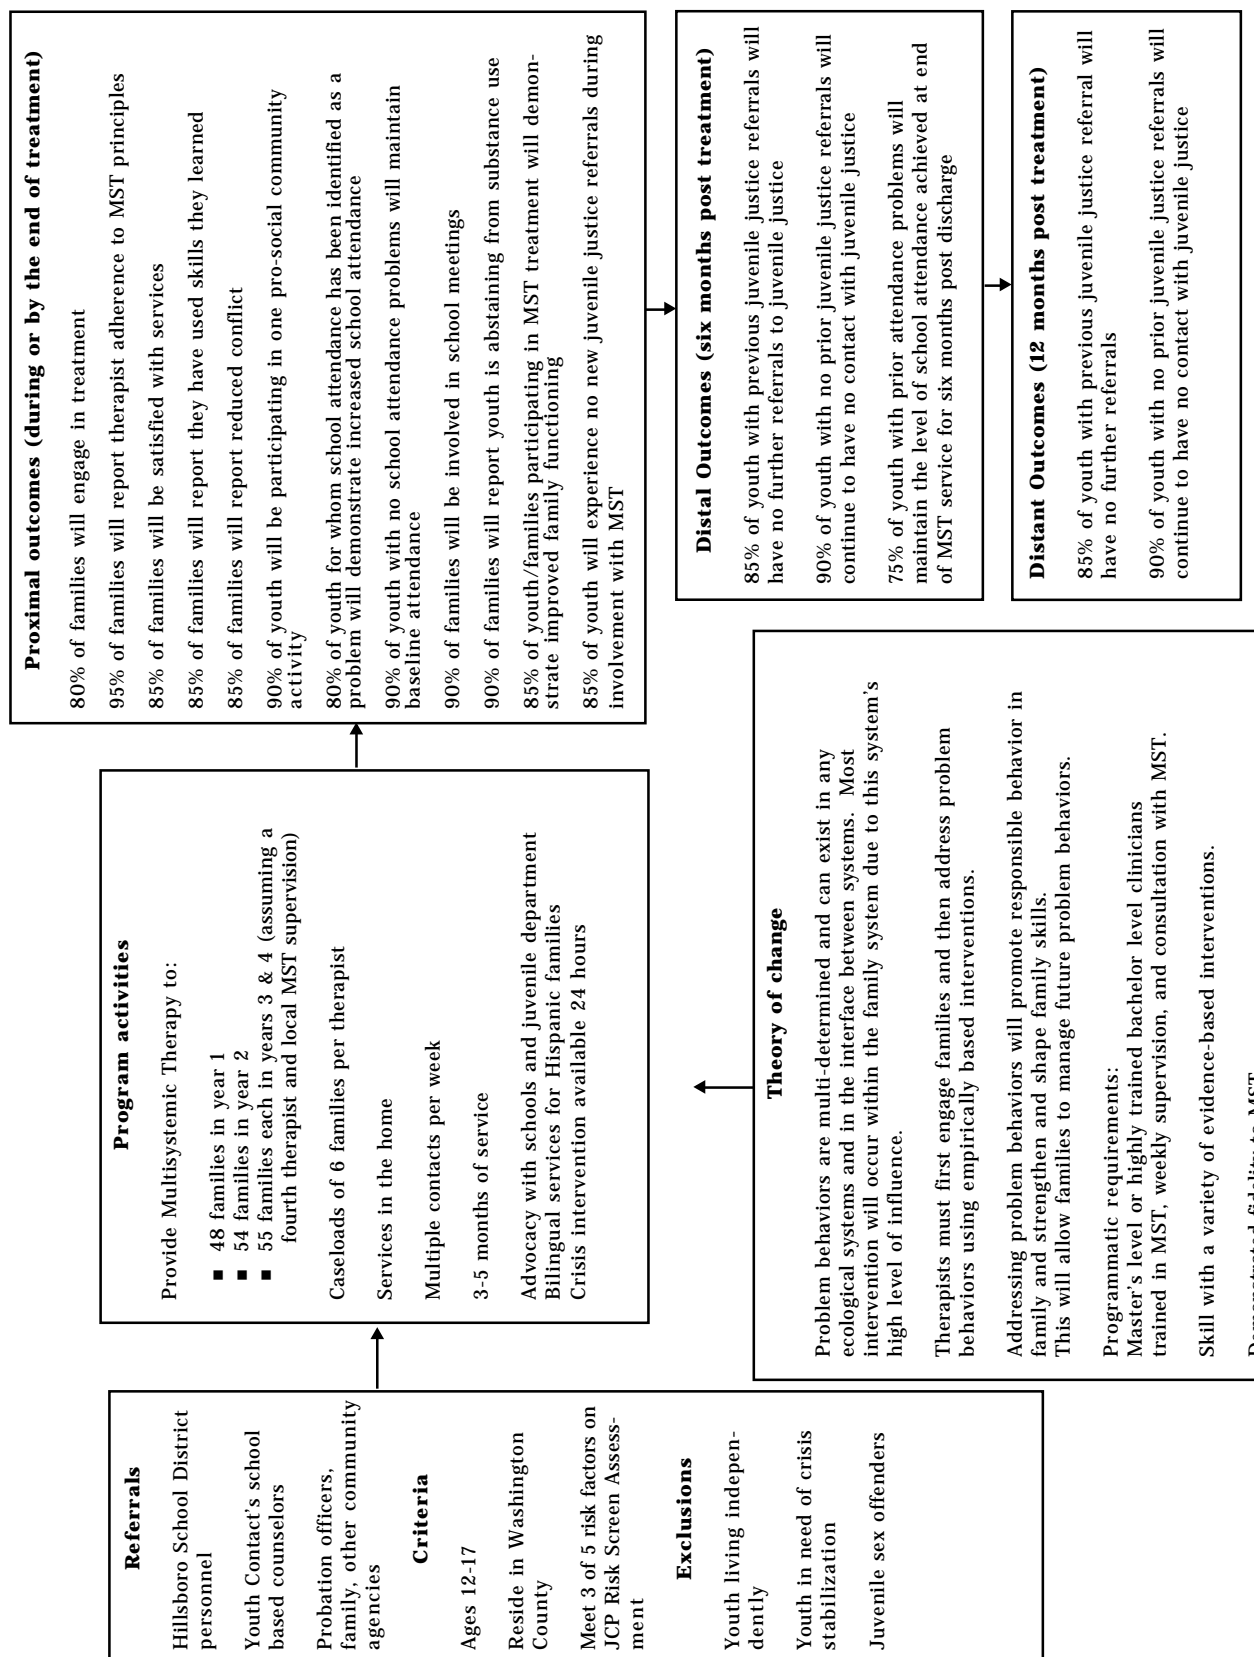 Referrals
Hillsboro School District
personnel
Youth Contact's school
based counselors
Probation officers,
family, other community
agencies
Criteria
Ages 12-17
Reside in Washington
County
Meet 3 of 5 risk factors on
JCP Risk Screen Assess-
ment
Exclusions
Youth living indepen-
dently
Youth in need of crisis
stabilization
Juvenile sex offenders
Program activities
Provide Multisystemic Therapy to:
■ 48 families in year 1
■ 54 families in year 2
■ 55 families each in years 3 & 4 (assuming a
fourth therapist and local MST supervision)
Caseloads of 6 families per therapist
Services in the home
Multiple contacts per week
3-5 months of service
Advocacy with schools and juvenile department
Bilingual services for Hispanic families
Crisis intervention available 24 hours
Theory of change
Problem behaviors are multi-determined and can exist in any
ecological systems and in the interface between systems. Most
intervention will occur within the family system due to this system's
high level of influence.
Therapists must first engage families and then address problem
behaviors using empirically based interventions.
Addressing problem behaviors will promote responsible behavior in
family and strengthen and shape family skills.
This will allow families to manage future problem behaviors.
Programmatic requirements:
Master's level or highly trained bachelor level clinicians
trained in MST, weekly supervision, and consultation with MST.
Skill with a variety of evidence-based interventions.
Demonstrated fidelity to MST
Proximal outcomes (during or by the end of treatment)
80% of families will engage in treatment
95% of families will report therapist adherence to MST principles
85% of families will be satisfied with services
85% of families will report they have used skills they learned
85% of families will report reduced conflict
90% of youth will be participating in one pro-social community
activity
80% of youth for whom school attendance has been identified as a
problem will demonstrate increased school attendance
90% of youth with no school attendance problems will maintain
baseline attendance
90% of families will be involved in school meetings
90% of families will report youth is abstaining from substance use
85% of youth/families participating in MST treatment will demon-
strate improved family functioning
85% of youth will experience no new juvenile justice referrals during
involvement with MST
Distal Outcomes (six months post treatment)
85% of youth with previous juvenile justice referrals will
have no further referrals to juvenile justice
90% of youth with no prior juvenile justice referrals will
continue to have no contact with juvenile justice
75% of youth with prior attendance problems will
maintain the level of school attendance achieved at end
of MST service for six months post discharge
Distant Outcomes (12 months post treatment)
85% of youth with previous juvenile justice referral will
have no further referrals
90% of youth with no prior juvenile justice referrals will
continue to have no contact with juvenile justice